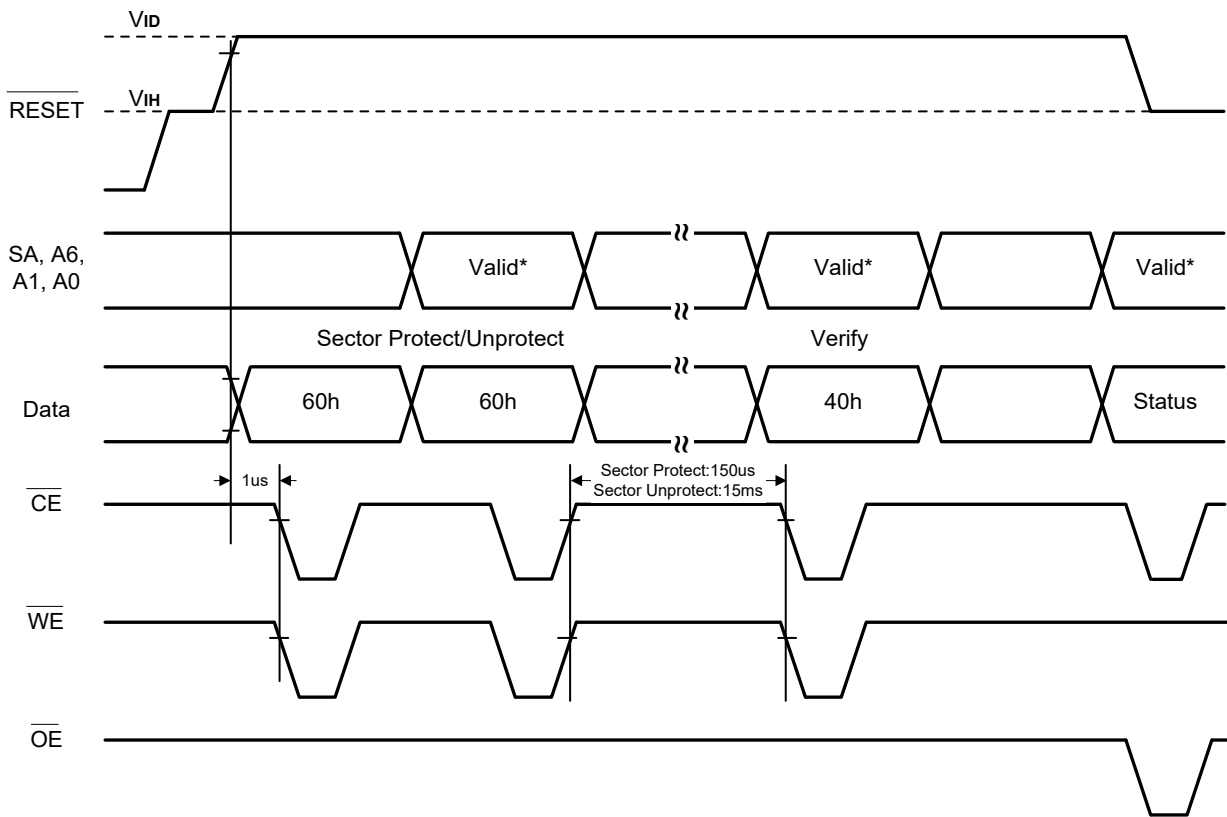 VID
RESET
VIH
SA, A6,
A1, A0
Valid*
Valid*
Valid*
Sector Protect/Unprotect
Verify
Data
60h
60h
40h
Status
1us
Sector Protect:150us
Sector Unprotect:15ms
CE
WE
OE